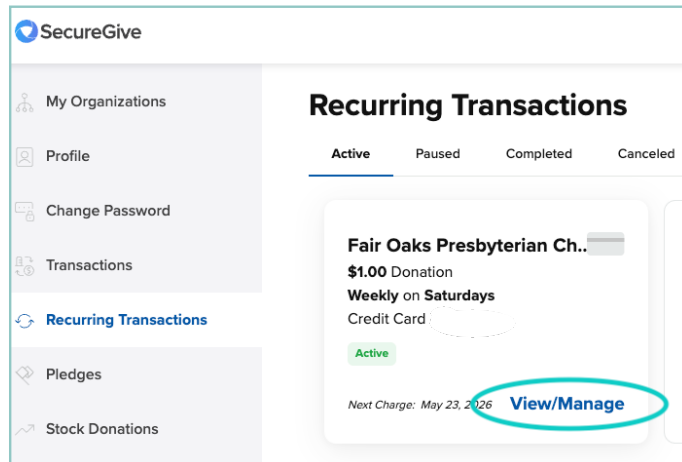 SecureGive
My Organizations
Profile
Change Password
Transactions
Recurring Transactions
Pledges
Stock Donations
Recurring Transactions
Active Paused Completed Canceled
Fair Oaks Presbyterian Ch..
$1.00 Donation
Weekly on Saturdays
Credit Card
Active
Next Charge: May 23, 2026 View/Manage